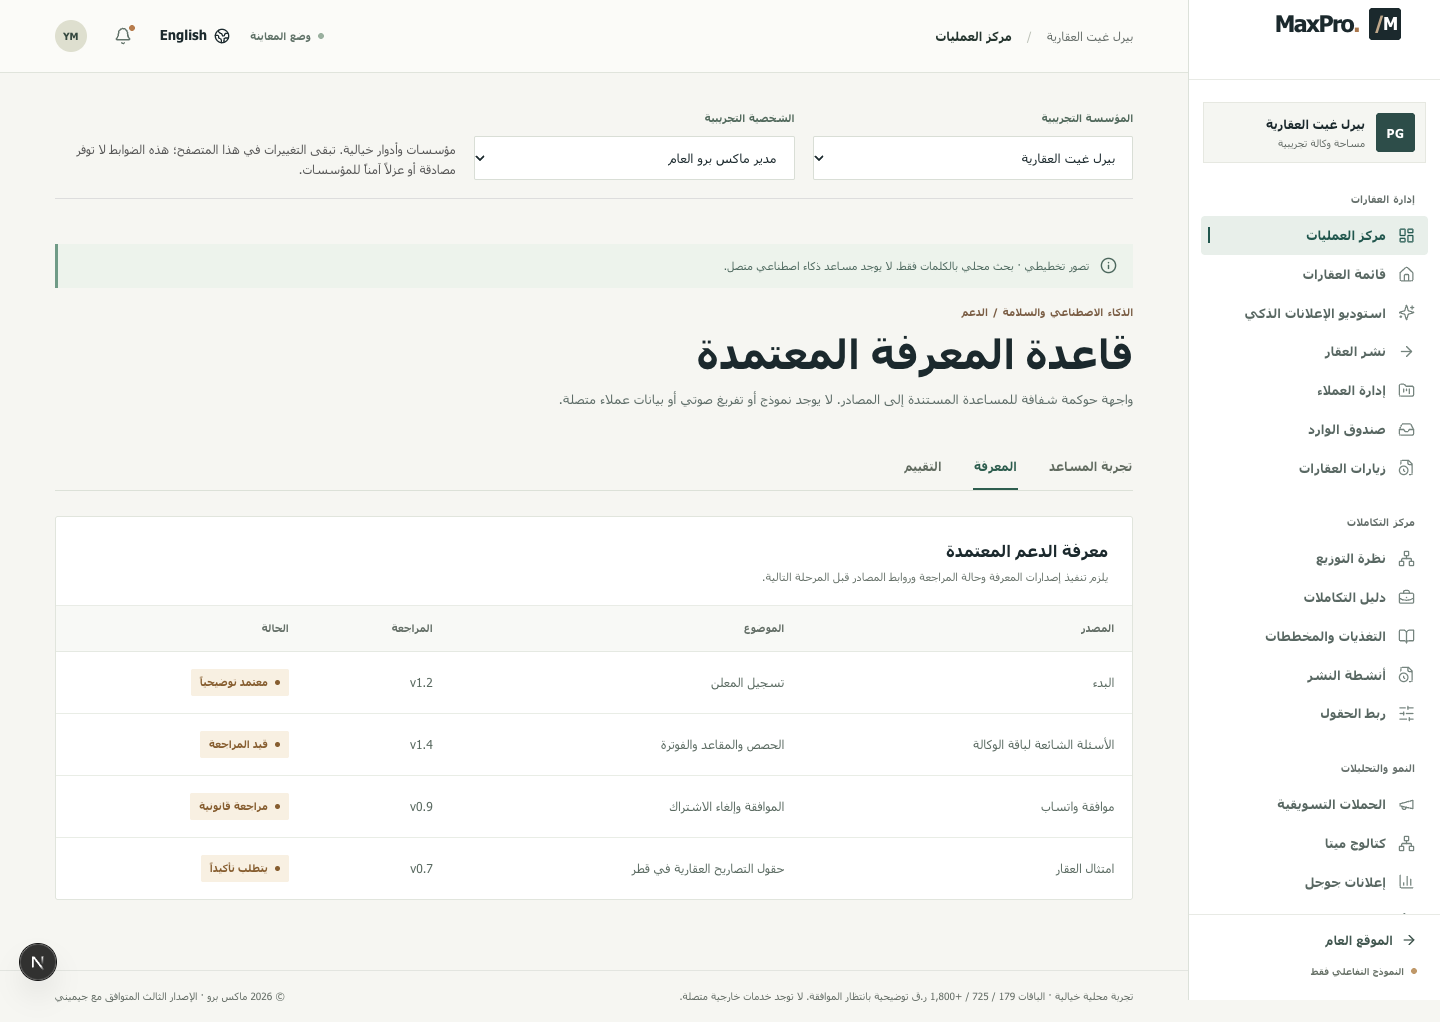 MaxPro.
/M
بيرل غيت العقارية / مركز العمليات
وضع المعاينة
English
YM
PG
بيرل غيت العقارية
مساحة وكالة تجريبية
إدارة العقارات
مركز العمليات
قائمة العقارات
استوديو الإعلانات الذكي
نشر العقار
إدارة العملاء
صندوق الوارد
زيارات العقارات
مركز التكاملات
نظرة التوزيع
دليل التكاملات
التغذيات والمخططات
أنشطة النشر
ربط الحقول
النمو والتحليلات
الحملات التسويقية
كتالوج ميتا
إعلانات جوجل
الموقع العام
النموذج التفاعلي فقط
المؤسسة التجريبية
بيرل غيت العقارية
الشخصية التجريبية
مدير ماكس برو العام
مؤسسات وأدوار خيالية. تبقى التغييرات في هذا المتصفح؛ هذه الضوابط لا توفر
مصادقة أو عزلاً آمناً للمؤسسات.
تصور تخطيطي · بحث محلي بالكلمات فقط. لا يوجد مساعد ذكاء اصطناعي متصل.
الذكاء الاصطناعي والسلامة / الدعم
قاعدة المعرفة المعتمدة
واجهة حوكمة شفافة للمساعدة المستندة إلى المصادر. لا يوجد نموذج أو تفريغ صوتي أو بيانات عملاء متصلة.
تجربة المساعد
المعرفة
التقييم
معرفة الدعم المعتمدة
يلزم تنفيذ إصدارات المعرفة وحالة المراجعة وروابط المصادر قبل المرحلة التالية.
المصدر الموضوع المراجعة الحالة
البدء تسجيل المعلن v1.2 معتمد توضيحياً
الأسئلة الشائعة لباقة الوكالة الحصص والمقاعد والفوترة v1.4 قيد المراجعة
موافقة واتساب الموافقة وإلغاء الاشتراك v0.9 مراجعة قانونية
امتثال العقار حقول التصاريح العقارية في قطر v0.7 يتطلب تأكيداً
تجربة محلية خيالية · الباقات 179 / 725 / +1,800 ر.ق توضيحية بانتظار الموافقة. لا توجد خدمات خارجية متصلة.
© 2026 ماكس برو · الإصدار الثالث المتوافق مع جيميني
N